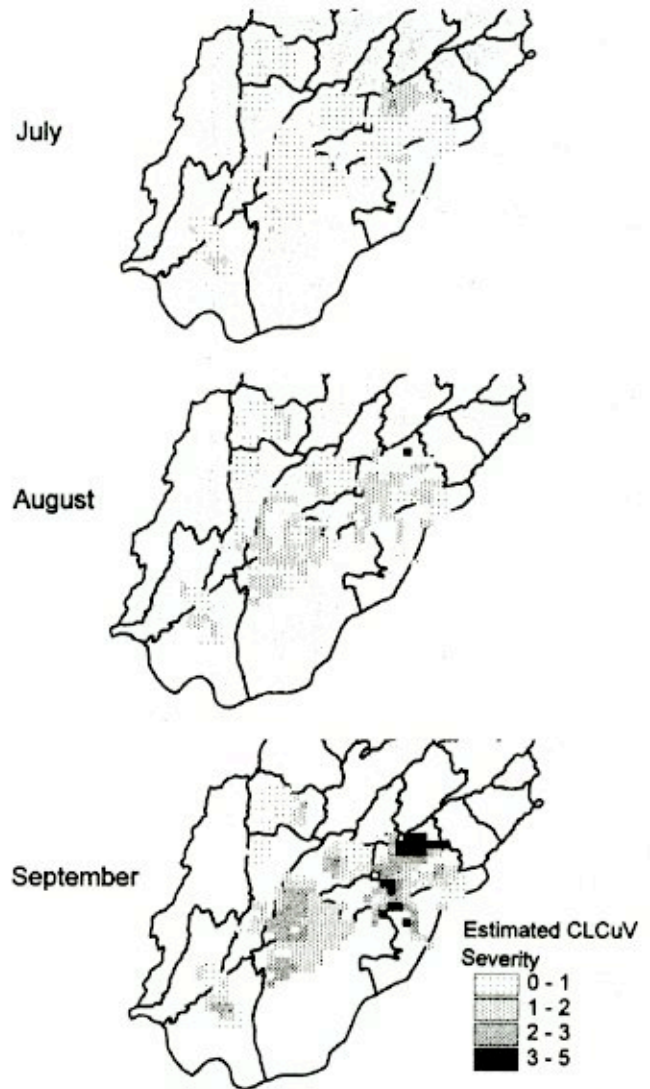 July
August
September
Estimated CLCuV
Severity
0 - 1
1 - 2
2 - 3
3 - 5